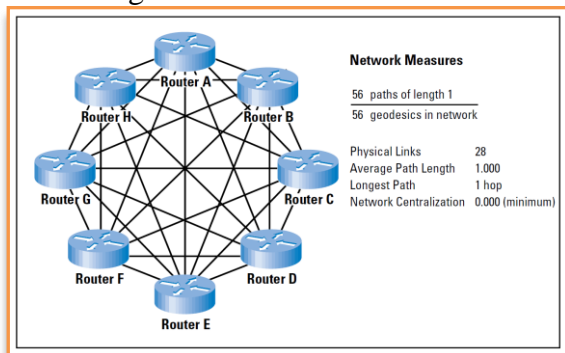 Router A
Router H
Router B
Router G
Router C
Router F
Router D
Router E
Network Measures
56 paths of length 1
56 geodesics in network
Physical Links 28
Average Path Length 1.000
Longest Path 1 hop
Network Centralization 0.000 (minimum)